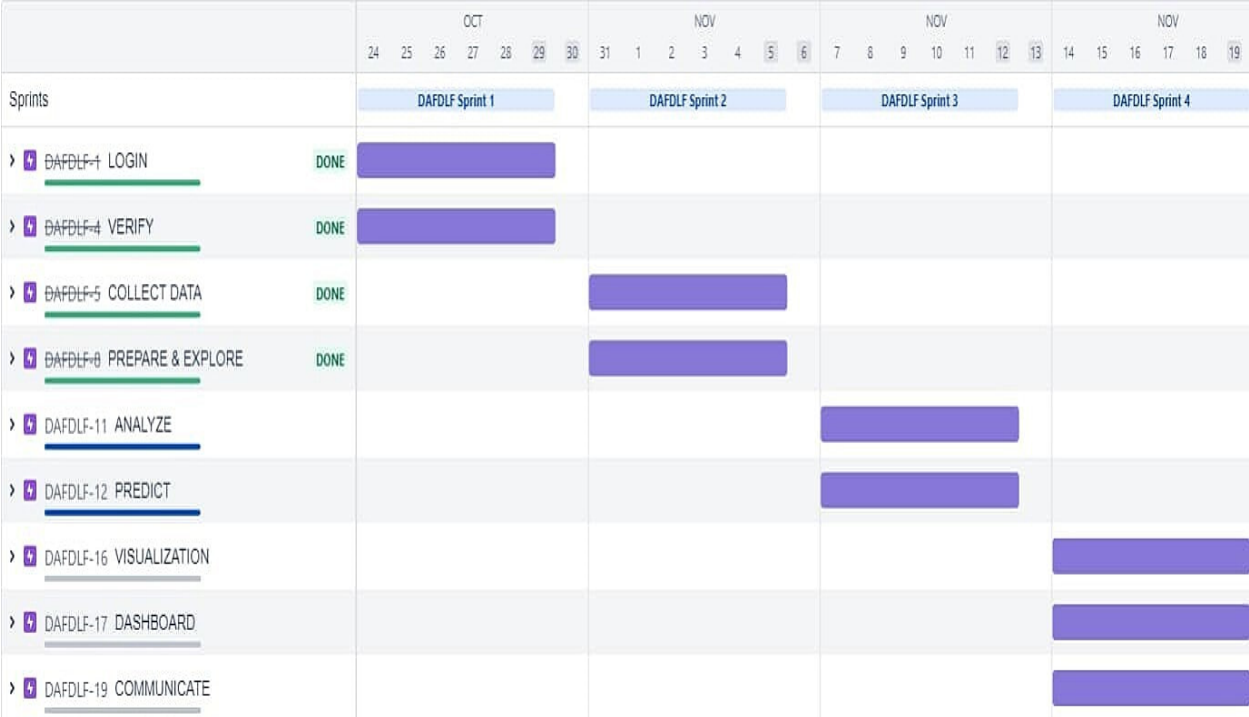 OCT NOV NOV NOV
24 25 26 27 28 29 30 31 1 2 3 4 5 6 7 8 9 10 11 12 13 14 15 16 17 18 19
Sprints DAFDLF Sprint 1 DAFDLF Sprint 2 DAFDLF Sprint 3 DAFDLF Sprint 4
DAFDLF-1 LOGIN DONE
DAFDLF-4 VERIFY DONE
DAFDLF-5 COLLECT DATA DONE
DAFDLF-8 PREPARE & EXPLORE DONE
DAFDLF-11 ANALYZE
DAFDLF-12 PREDICT
DAFDLF-16 VISUALIZATION
DAFDLF-17 DASHBOARD
DAFDLF-19 COMMUNICATE